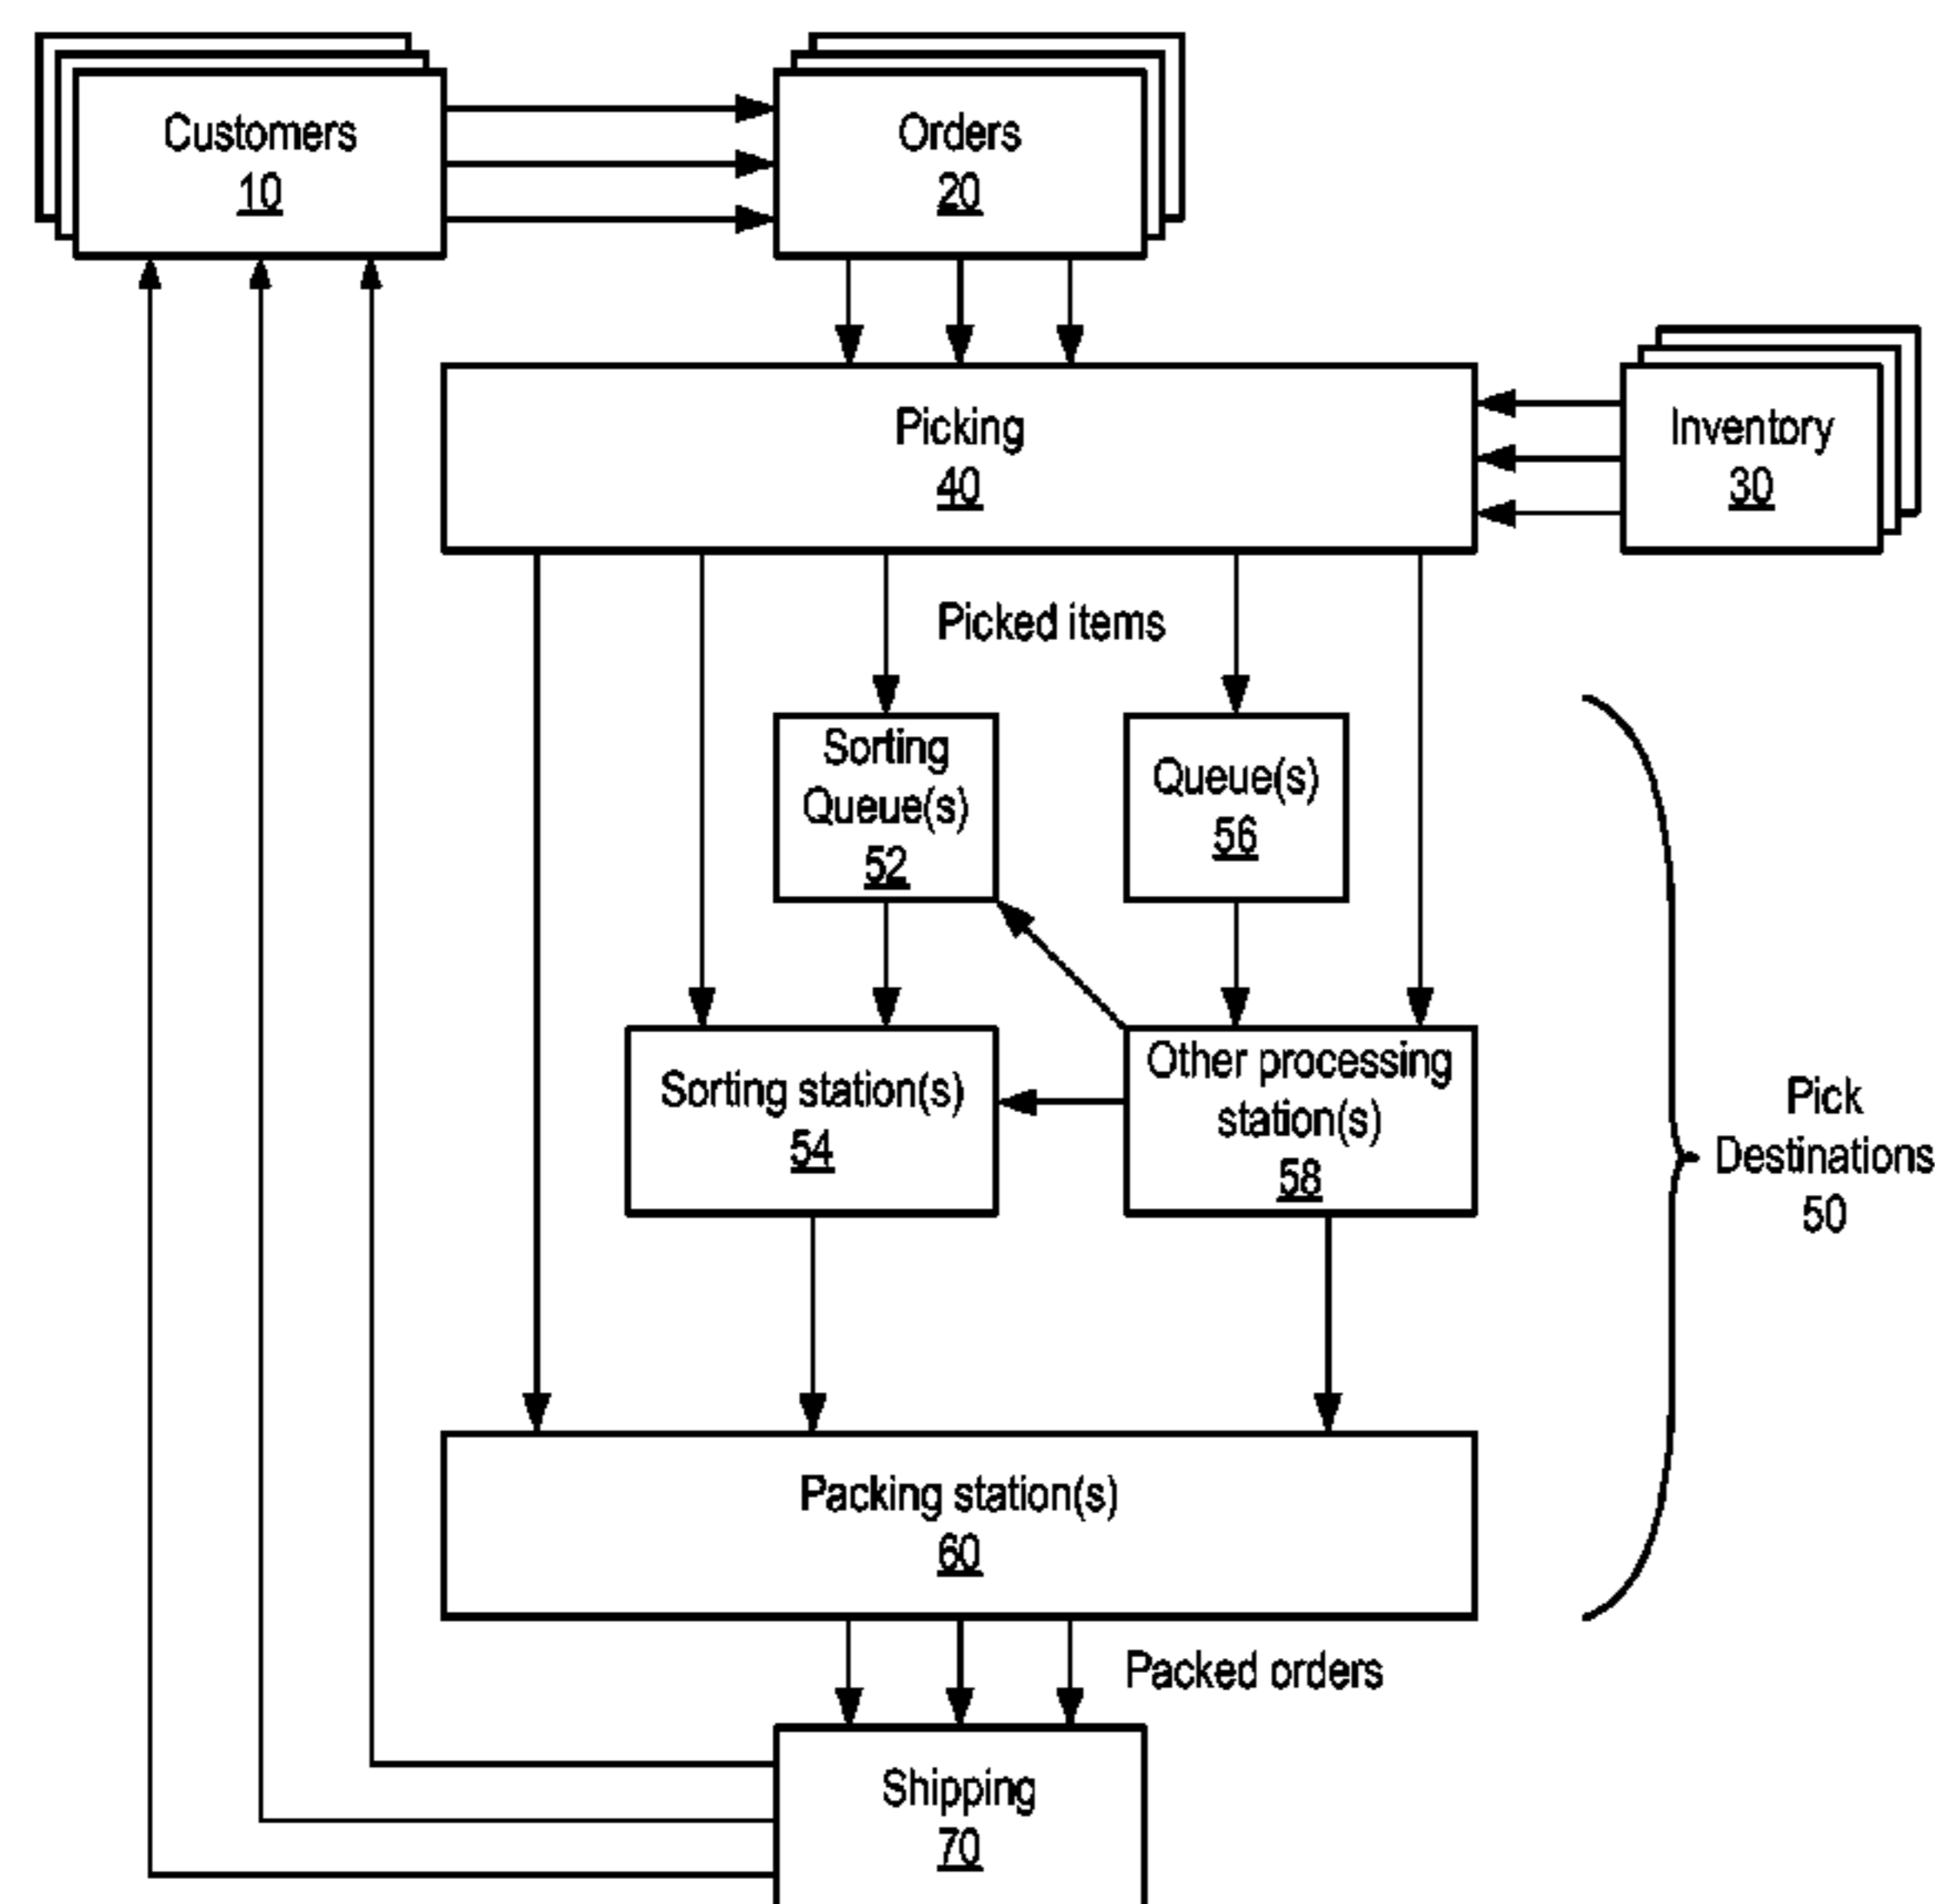 Customers
10
Orders
20
Picking
40
Inventory
30
Picked items
Sorting
Queue(s)
52
Queue(s)
56
Sorting station(s)
54
Other processing
station(s)
58
Pick
Destinations
50
Packing station(s)
60
Packed orders
Shipping
70